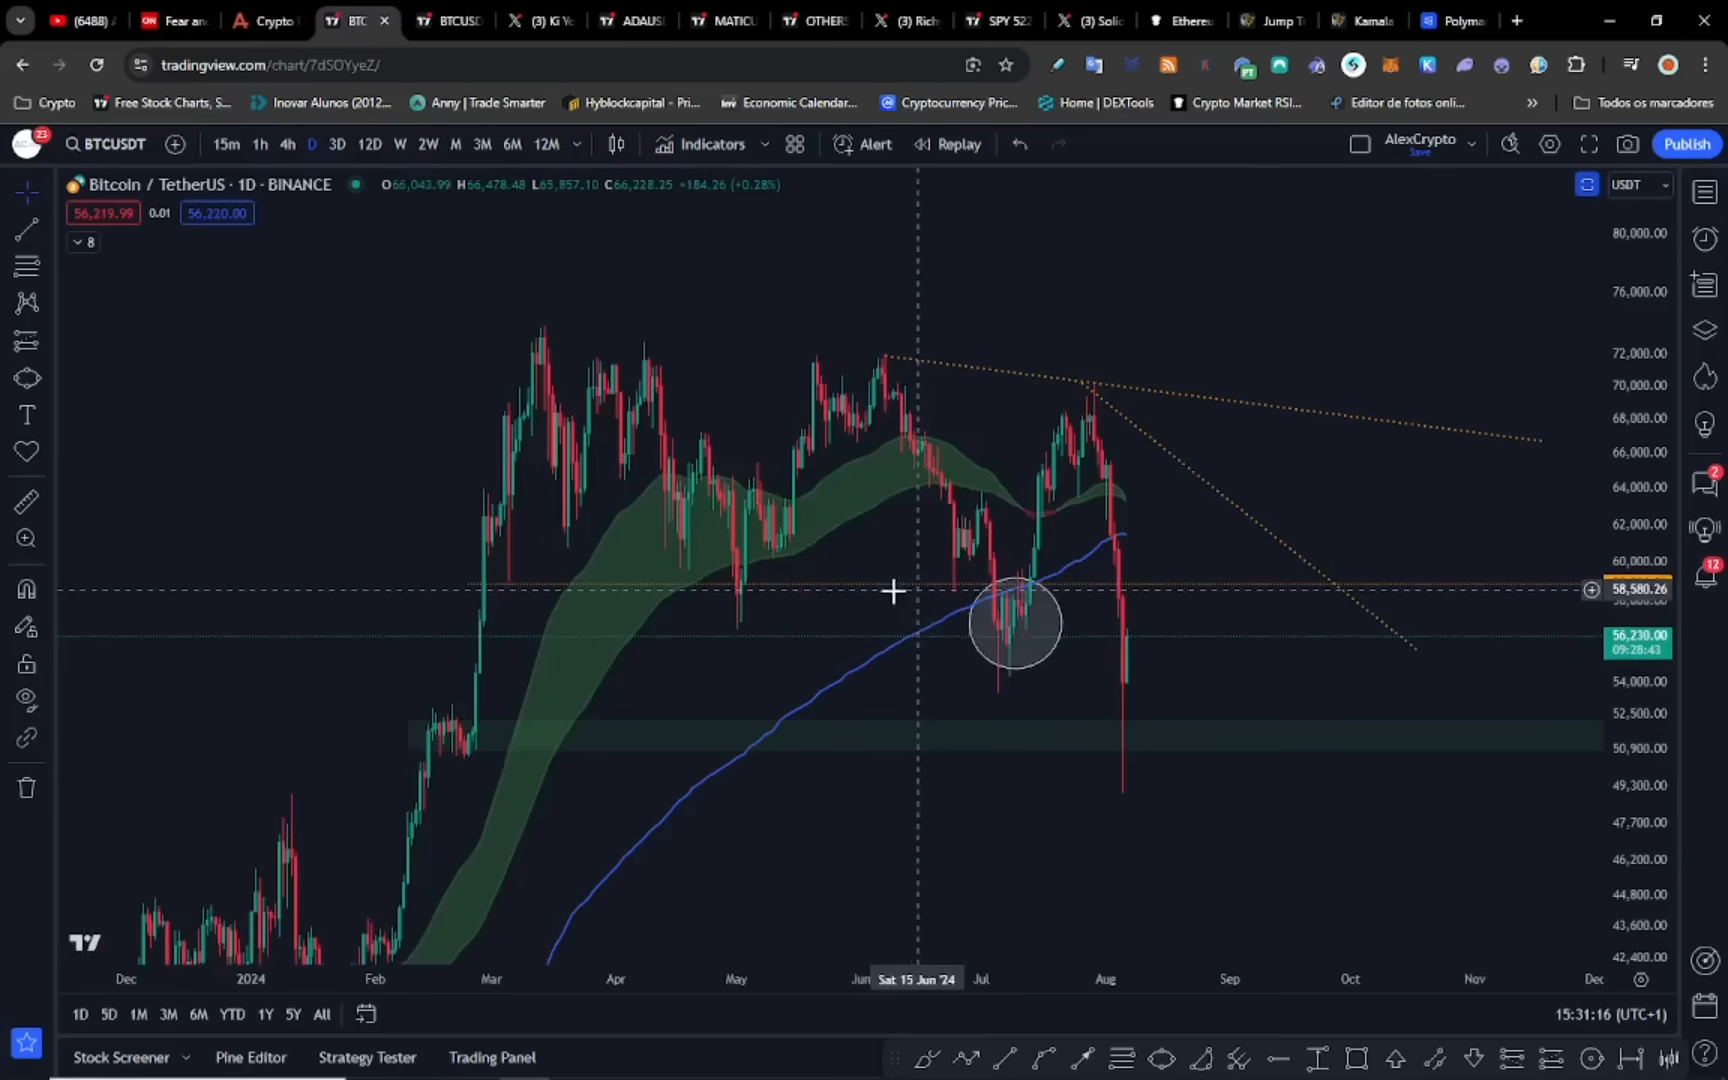 (6488)
Fear an
Crypto
BTC
BTCUSD
(3) Ki Yo
ADAUS
MATICU
OTHERS
(3) Rich
SPY 522
(3) Solic
Ethereu
Jump T
Kamala
Polyma
tradingview.com/chart/7dSOYyeZ/
Crypto
Free Stock Charts, S...
Inovar Alunos (2012...
Anny | Trade Smarter
Hyblockcapital - Pri...
Economic Calendar...
Cryptocurrency Pric...
Home | DEXTools
Crypto Market RSI...
Editor de fotos onli...
Todos os marcadores
23
BTCUSDT
15m 1h 4h D 3D 12D W 2W M 3M 6M 12M
Indicators
Alert
Replay
AlexCrypto
Save
Publish
Bitcoin / TetherUS · 1D · BINANCE
O66,043.99 H66,478.48 L65,857.10 C66,228.25 +184.26 (+0.28%)
USDT
56,219.99 0.01 56,220.00
8
80,000.00
76,000.00
72,000.00
70,000.00
68,000.00
66,000.00
64,000.00
62,000.00
60,000.00
58,580.26
56,230.00
09:28:43
54,000.00
52,500.00
50,900.00
49,300.00
47,700.00
46,200.00
44,800.00
43,600.00
42,400.00
2
12
Dec 2024 Feb Mar Apr May Jun Sat 15 Jun '24 Jul Aug Sep Oct Nov Dec
1D 5D 1M 3M 6M YTD 1Y 5Y All
15:31:16 (UTC+1)
Stock Screener
Pine Editor
Strategy Tester
Trading Panel